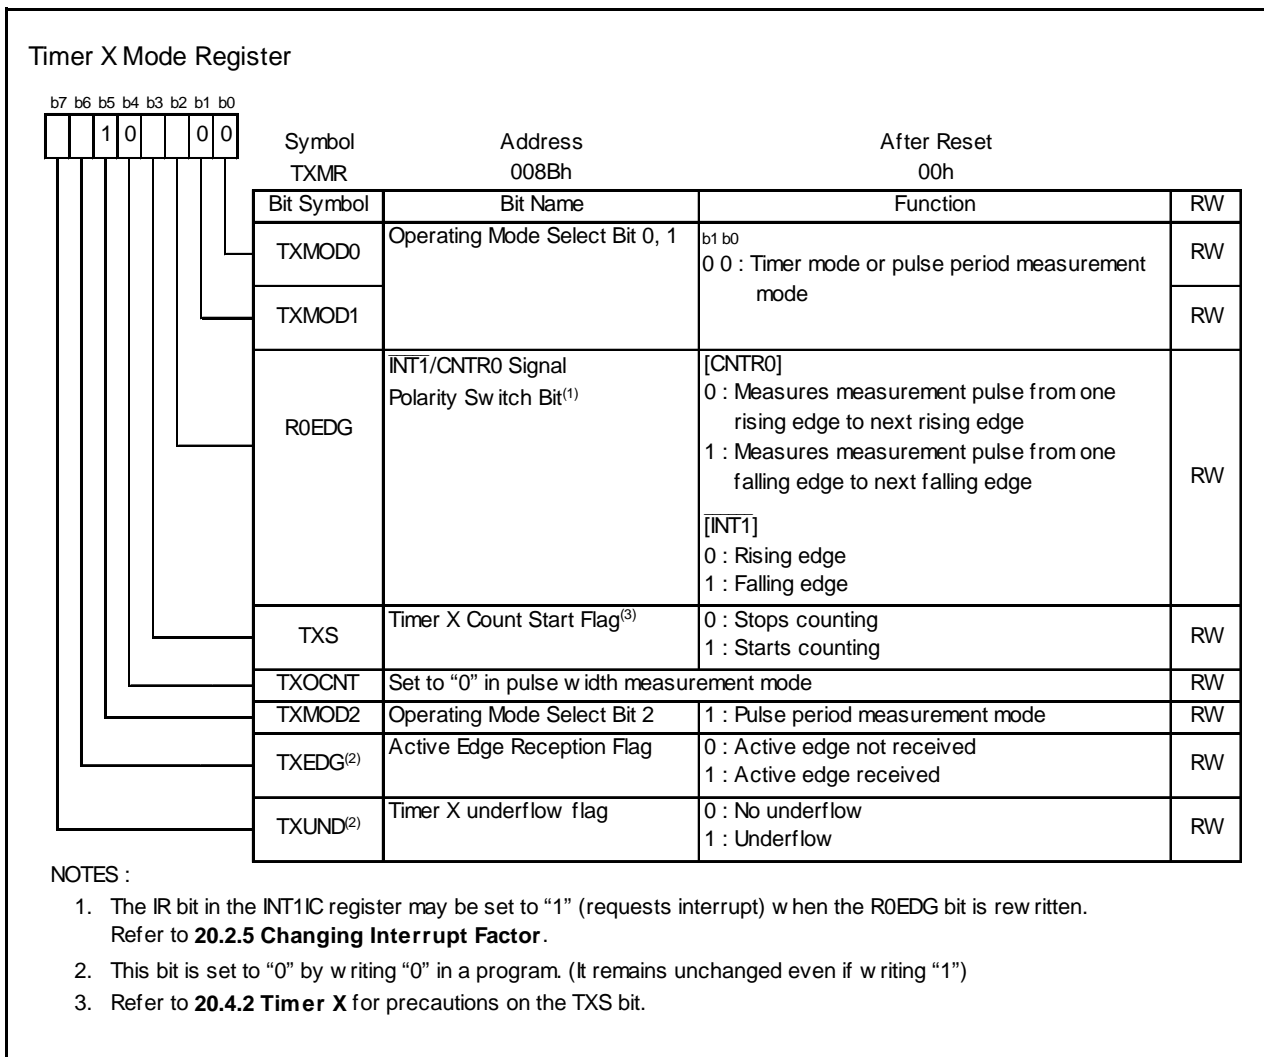 Timer X Mode Register
b7 b6 b5 b4 b3 b2 b1 b0
1 0 0 0
Symbol Address After Reset
TXMR 008Bh 00h
Bit Symbol Bit Name Function RW
TXMOD0 Operating Mode Select Bit 0, 1 b1 b0 RW
0 0 : Timer mode or pulse period measurement
mode
TXMOD1 RW
R0EDG INT1/CNTR0 Signal [CNTR0] RW
Polarity Switch Bit(1) 0 : Measures measurement pulse from one
rising edge to next rising edge
1 : Measures measurement pulse from one
falling edge to next falling edge
[INT1]
0 : Rising edge
1 : Falling edge
TXS Timer X Count Start Flag(3) 0 : Stops counting RW
1 : Starts counting
TXOCNT Set to “0” in pulse width measurement mode RW
TXMOD2 Operating Mode Select Bit 2 1 : Pulse period measurement mode RW
TXEDG(2) Active Edge Reception Flag 0 : Active edge not received RW
1 : Active edge received
TXUND(2) Timer X underflow flag 0 : No underflow RW
1 : Underflow
NOTES :
1. The IR bit in the INT1IC register may be set to “1” (requests interrupt) when the R0EDG bit is rewritten.
Refer to 20.2.5 Changing Interrupt Factor.
2. This bit is set to “0” by writing “0” in a program. (It remains unchanged even if writing “1”)
3. Refer to 20.4.2 Timer X for precautions on the TXS bit.